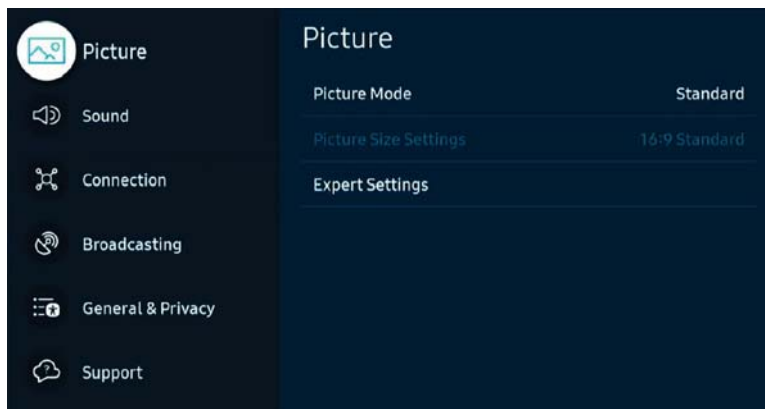 Picture
Sound
Connection
Broadcasting
General & Privacy
Support
Picture
Picture Mode Standard
Picture Size Settings 16:9 Standard
Expert Settings